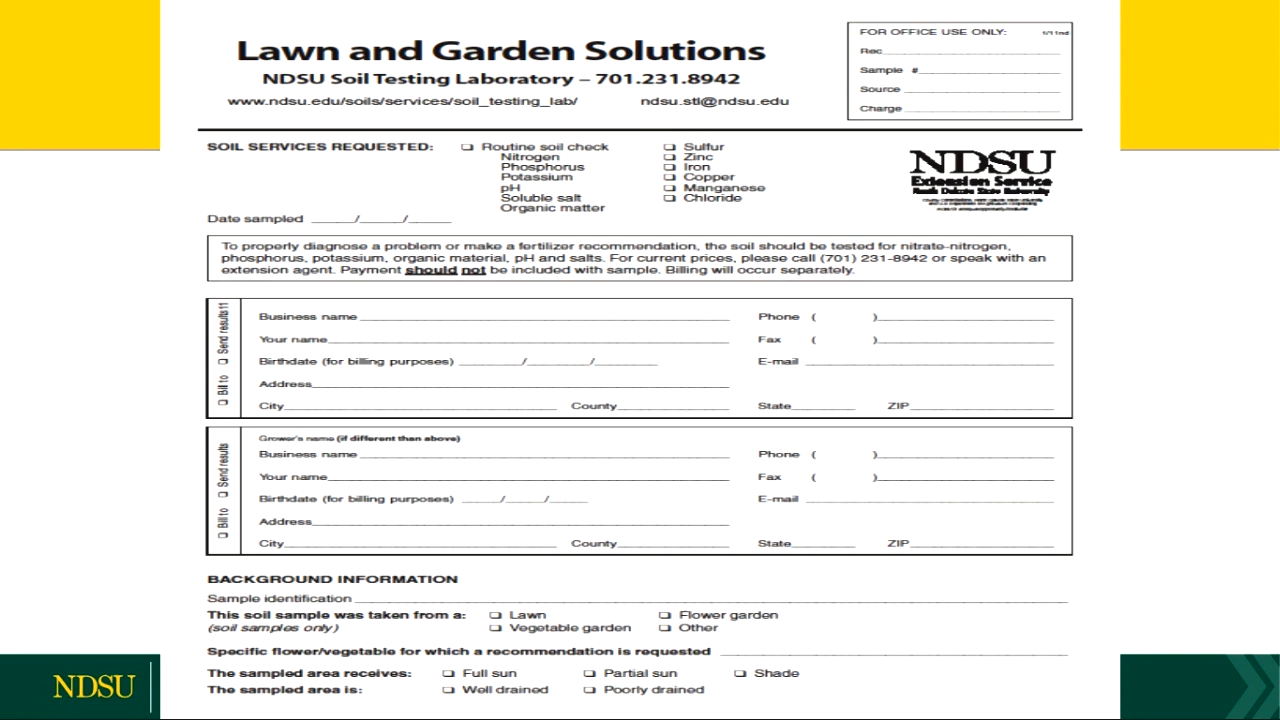 Lawn and Garden Solutions
NDSU Soil Testing Laboratory – 701.231.8942
www.ndsu.edu/soils/services/soil_testing_lab/ ndsu.stl@ndsu.edu
FOR OFFICE USE ONLY:
Rec
Sample #
Source
Charge
SOIL SERVICES REQUESTED: ❏ Routine soil check ❏ Sulfur
Nitrogen ❏ Zinc
Phosphorus ❏ Iron
Potassium ❏ Copper
pH ❏ Manganese
Soluble salt ❏ Chloride
Organic matter
Date sampled _____/_____/_____
NDSU
Extension Service
North Dakota State University
To properly diagnose a problem or make a fertilizer recommendation, the soil should be tested for nitrate-nitrogen,
phosphorus, potassium, organic material, pH and salts. For current prices, please call (701) 231-8942 or speak with an
extension agent. Payment should not be included with sample. Billing will occur separately.
❏ Bill to ❏ Send results
Business name Phone ( )
Your name Fax ( )
Birthdate (for billing purposes) ________/________/________ E-mail
Address
City County State ZIP
❏ Bill to ❏ Send results
Grower's name (if different than above)
Business name Phone ( )
Your name Fax ( )
Birthdate (for billing purposes) _____/_____/_____ E-mail
Address
City County State ZIP
BACKGROUND INFORMATION
Sample identification
This soil sample was taken from a: ❏ Lawn ❏ Flower garden
(soil samples only) ❏ Vegetable garden ❏ Other
Specific flower/vegetable for which a recommendation is requested
The sampled area receives: ❏ Full sun ❏ Partial sun ❏ Shade
The sampled area is: ❏ Well drained ❏ Poorly drained
NDSU